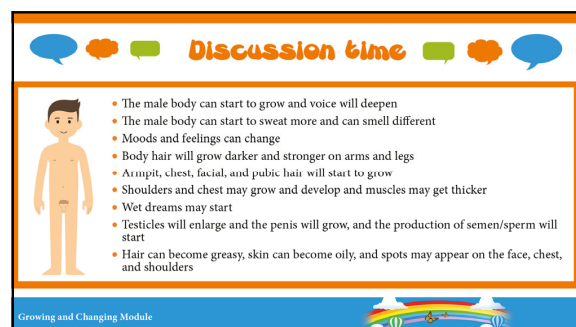 Discussion time
• The male body can start to grow and voice will deepen
• The male body can start to sweat more and can smell different
• Moods and feelings can change
• Body hair will grow darker and stronger on arms and legs
• Armpit, chest, facial, and pubic hair will start to grow
• Shoulders and chest may grow and develop and muscles may get thicker
• Wet dreams may start
• Testicles will enlarge and the penis will grow, and the production of semen/sperm will
start
• Hair can become greasy, skin can become oily, and spots may appear on the face, chest,
and shoulders
Growing and Changing Module